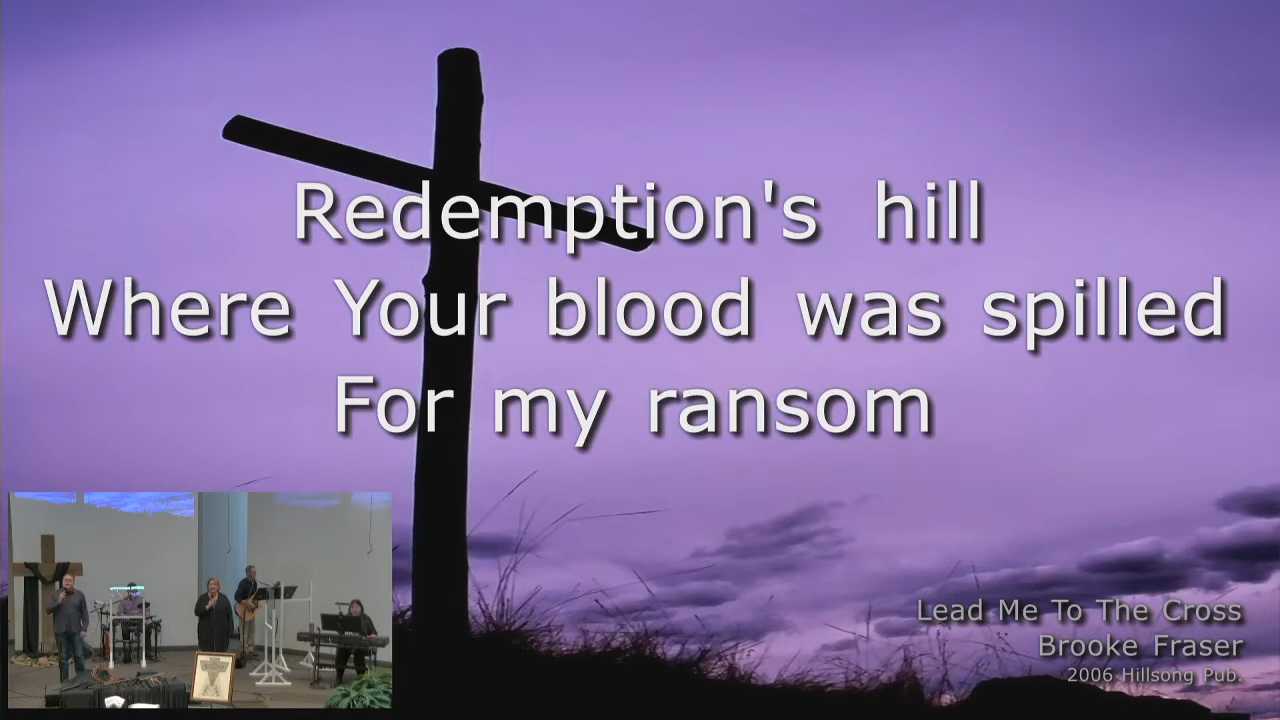 Redemption's hill
Where Your blood was spilled
For my ransom
Lead Me To The Cross
Brooke Fraser
2006 Hillsong Pub.